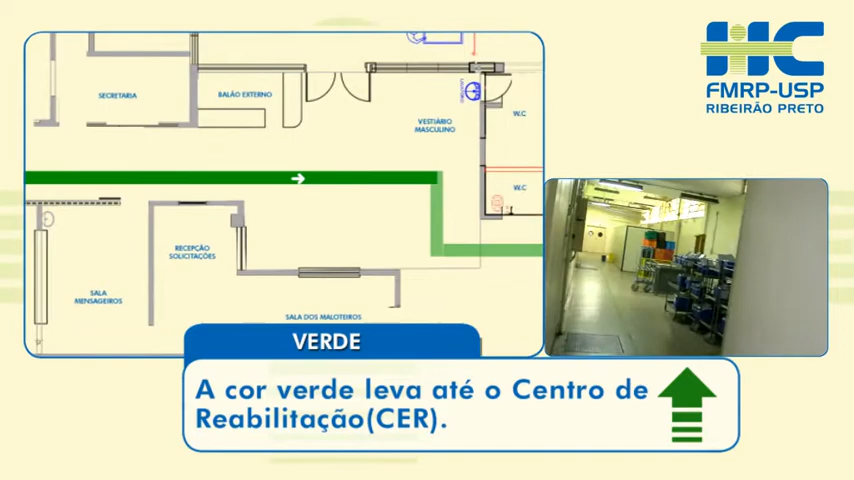 HC
FMRP-USP
RIBEIRÃO PRETO
SECRETARIA
BALÃO EXTERNO
VESTIÁRIO
MASCULINO
W.C
W.C
RECEPÇÃO
SOLICITAÇÕES
SALA
MENSAGEIROS
SALA DOS MALOTEIROS
VERDE
A cor verde leva até o Centro de
Reabilitação(CER).